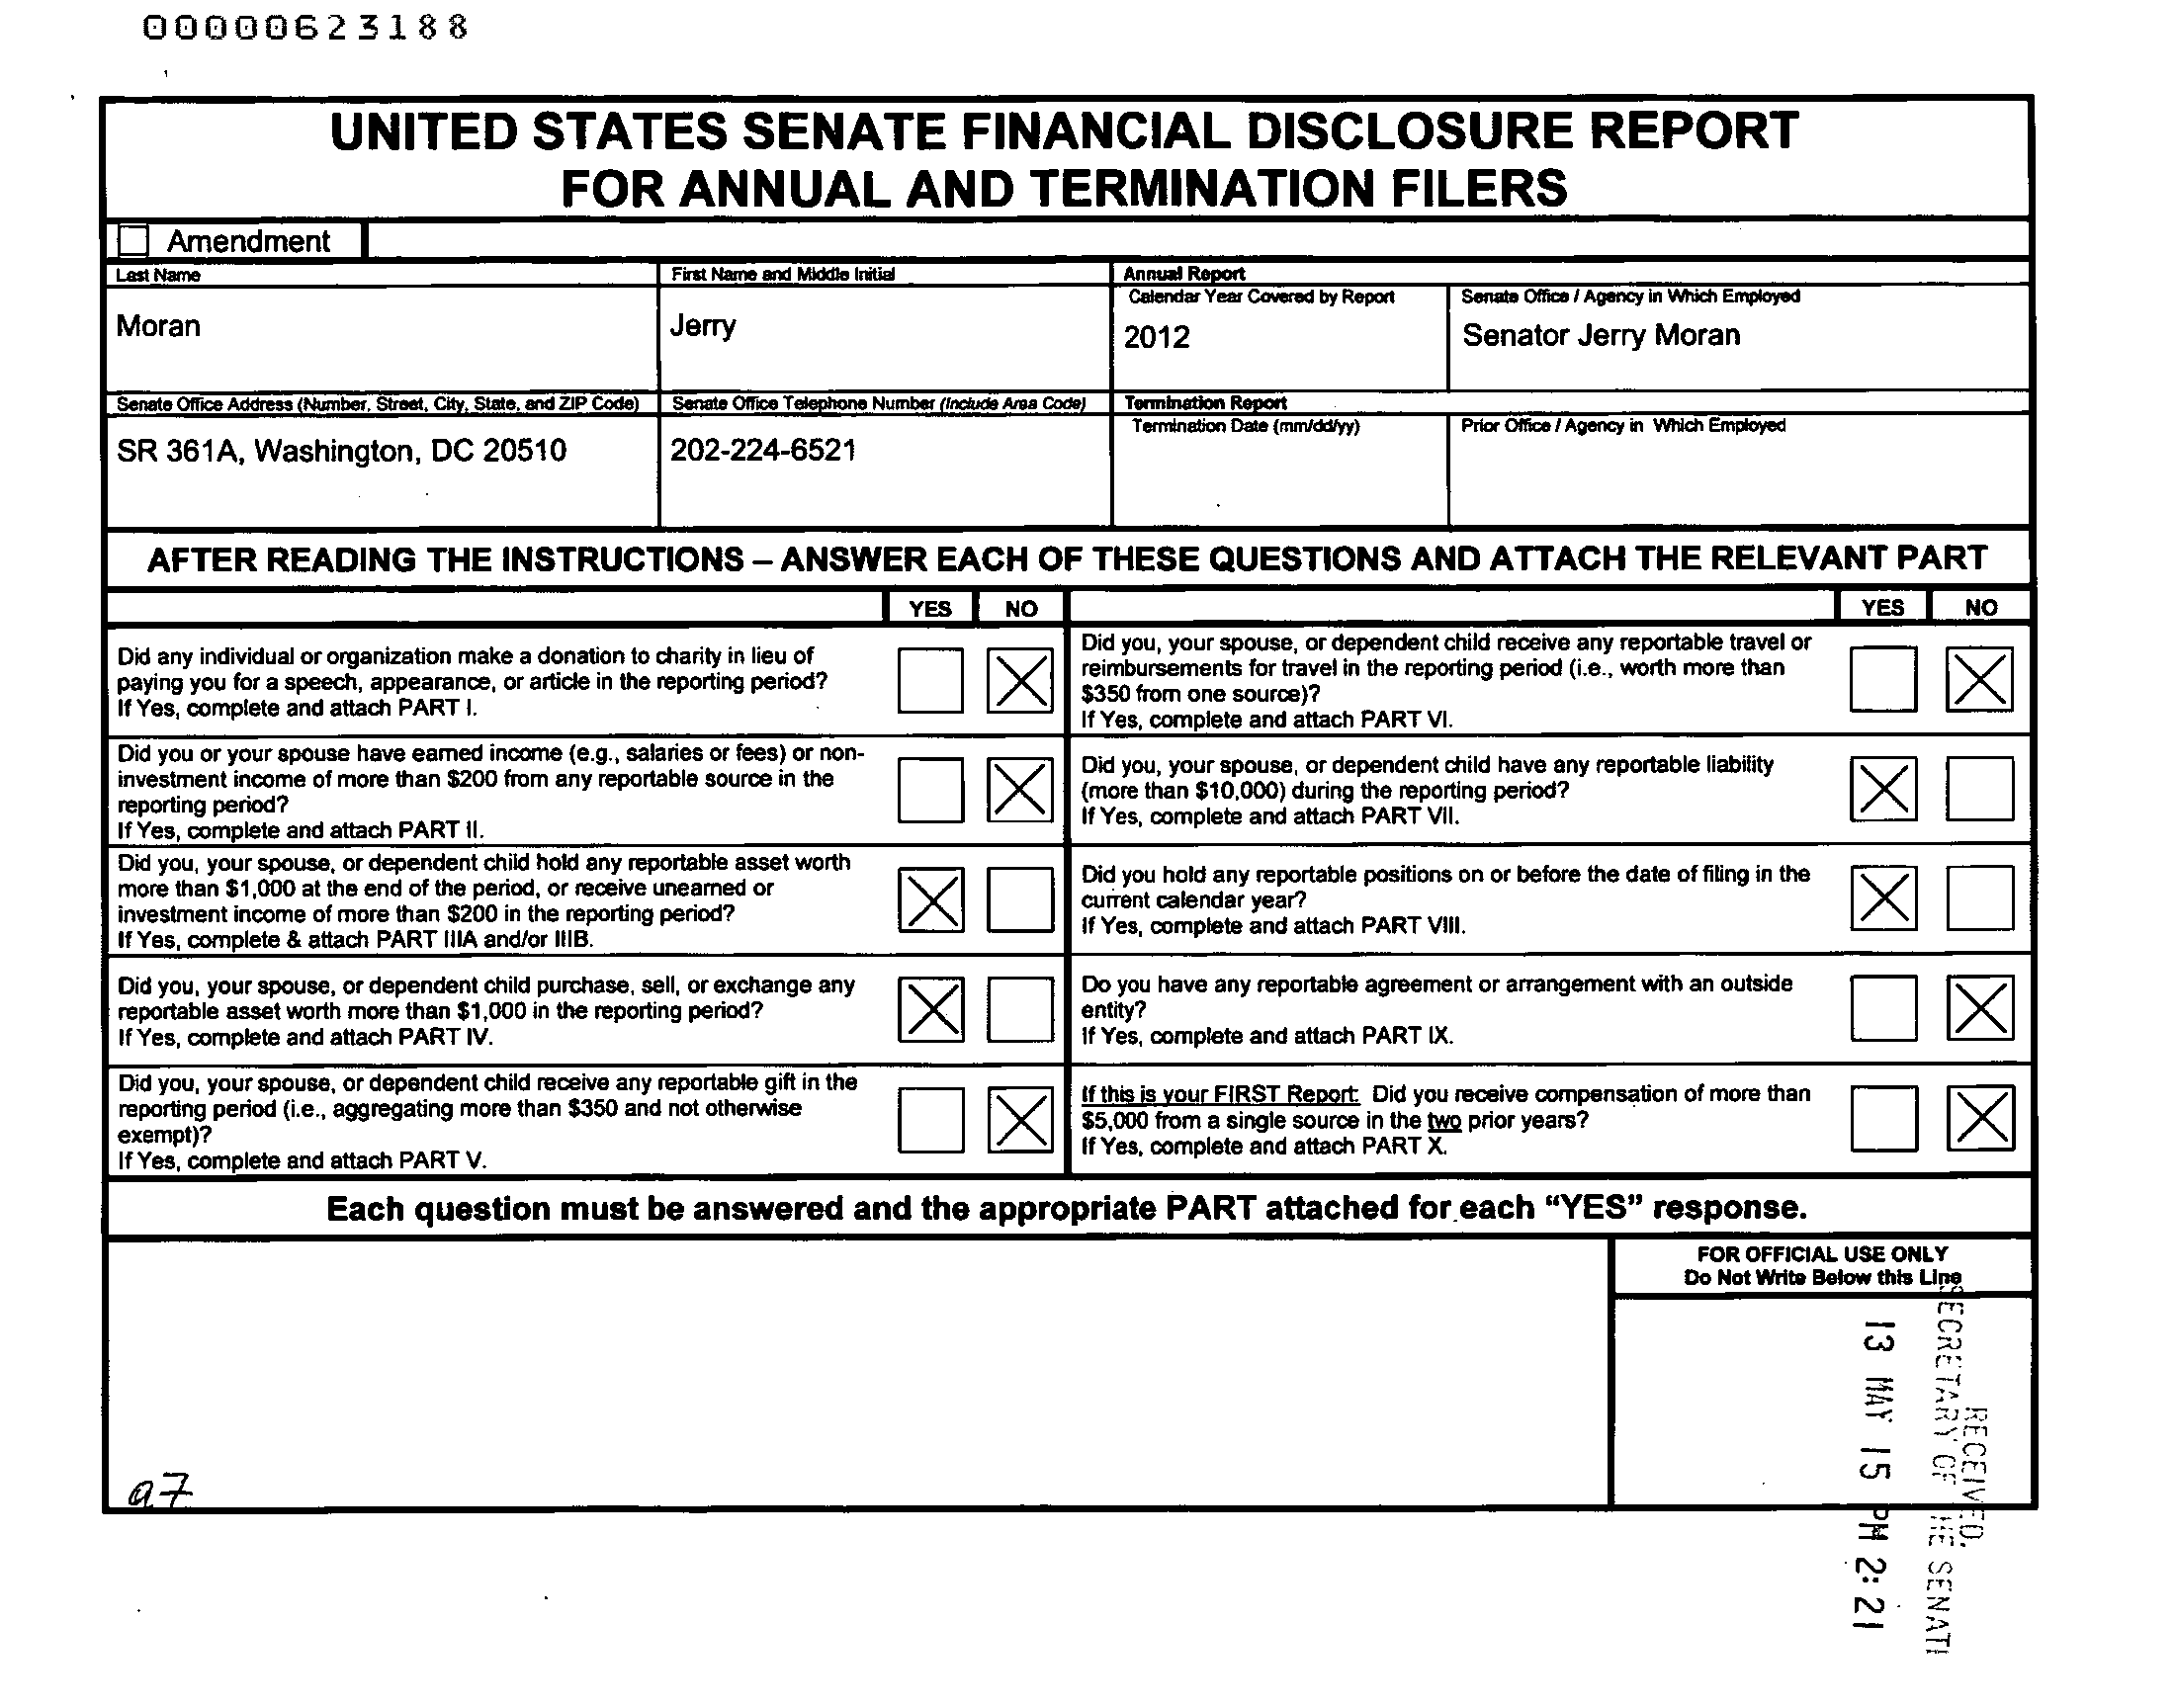 00000623188
UNITED STATES SENATE FINANCIAL DISCLOSURE REPORT
FOR ANNUAL AND TERMINATION FILERS
Amendment
Last Name
Moran
First Name and Middle Initial
Jerry
Annual Report
Calendar Year Covered by Report
2012
Senate Office / Agency in Which Employed
Senator Jerry Moran
Senate Office Address (Number, Street, City, State, and ZIP Code)
SR 361A, Washington, DC 20510
Senate Office Telephone Number (Include Area Code)
202-224-6521
Termination Report
Termination Date (mm/dd/yy)
Prior Office / Agency in Which Employed
AFTER READING THE INSTRUCTIONS – ANSWER EACH OF THESE QUESTIONS AND ATTACH THE RELEVANT PART
YES NO
Did any individual or organization make a donation to charity in lieu of
paying you for a speech, appearance, or article in the reporting period?
If Yes, complete and attach PART I.
Did you or your spouse have earned income (e.g., salaries or fees) or non-
investment income of more than $200 from any reportable source in the
reporting period?
If Yes, complete and attach PART II.
Did you, your spouse, or dependent child hold any reportable asset worth
more than $1,000 at the end of the period, or receive unearned or
investment income of more than $200 in the reporting period?
If Yes, complete & attach PART IIIA and/or IIIB.
Did you, your spouse, or dependent child purchase, sell, or exchange any
reportable asset worth more than $1,000 in the reporting period?
If Yes, complete and attach PART IV.
Did you, your spouse, or dependent child receive any reportable gift in the
reporting period (i.e., aggregating more than $350 and not otherwise
exempt)?
If Yes, complete and attach PART V.
YES NO
Did you, your spouse, or dependent child receive any reportable travel or
reimbursements for travel in the reporting period (i.e., worth more than
$350 from one source)?
If Yes, complete and attach PART VI.
Did you, your spouse, or dependent child have any reportable liability
(more than $10,000) during the reporting period?
If Yes, complete and attach PART VII.
Did you hold any reportable positions on or before the date of filing in the
current calendar year?
If Yes, complete and attach PART VIII.
Do you have any reportable agreement or arrangement with an outside
entity?
If Yes, complete and attach PART IX.
If this is your FIRST Report: Did you receive compensation of more than
$5,000 from a single source in the two prior years?
If Yes, complete and attach PART X.
Each question must be answered and the appropriate PART attached for each “YES” response.
FOR OFFICIAL USE ONLY
Do Not Write Below this Line
RECEIVED
SECRETARY OF THE SENATE
13 MAY 15 PM 2:21